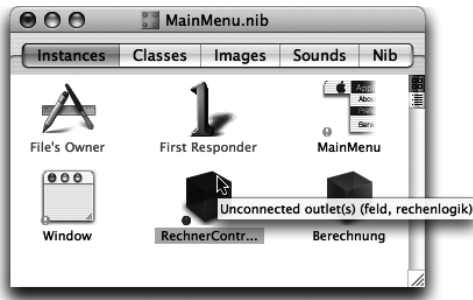 MainMenu.nib
Instances Classes Images Sounds Nib
File's Owner First Responder MainMenu
Window RechnerContr... Berechnung
Unconnected outlet(s) (feld, rechenlogik)